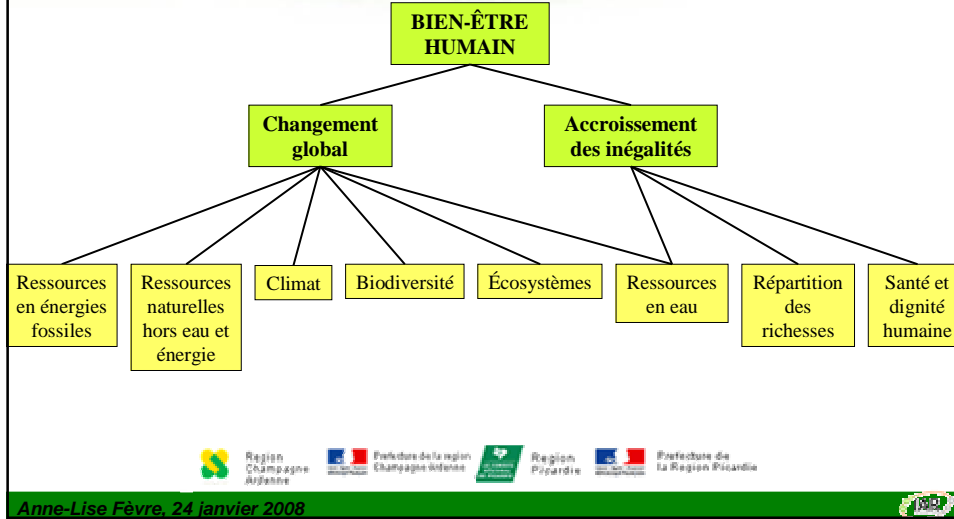 BIEN-ÊTRE
HUMAIN
Changement
global
Accroissement
des inégalités
Ressources
en énergies
fossiles
Ressources
naturelles
hors eau et
énergie
Climat
Biodiversité
Écosystèmes
Ressources
en eau
Répartition
des
richesses
Santé et
dignité
humaine
Region
Champagne
Ardenne
Prefecture de la region
Champagne-Ardenne
Region
Picardie
Prefecture de
la Region Picardie
Anne-Lise Fèvre, 24 janvier 2008